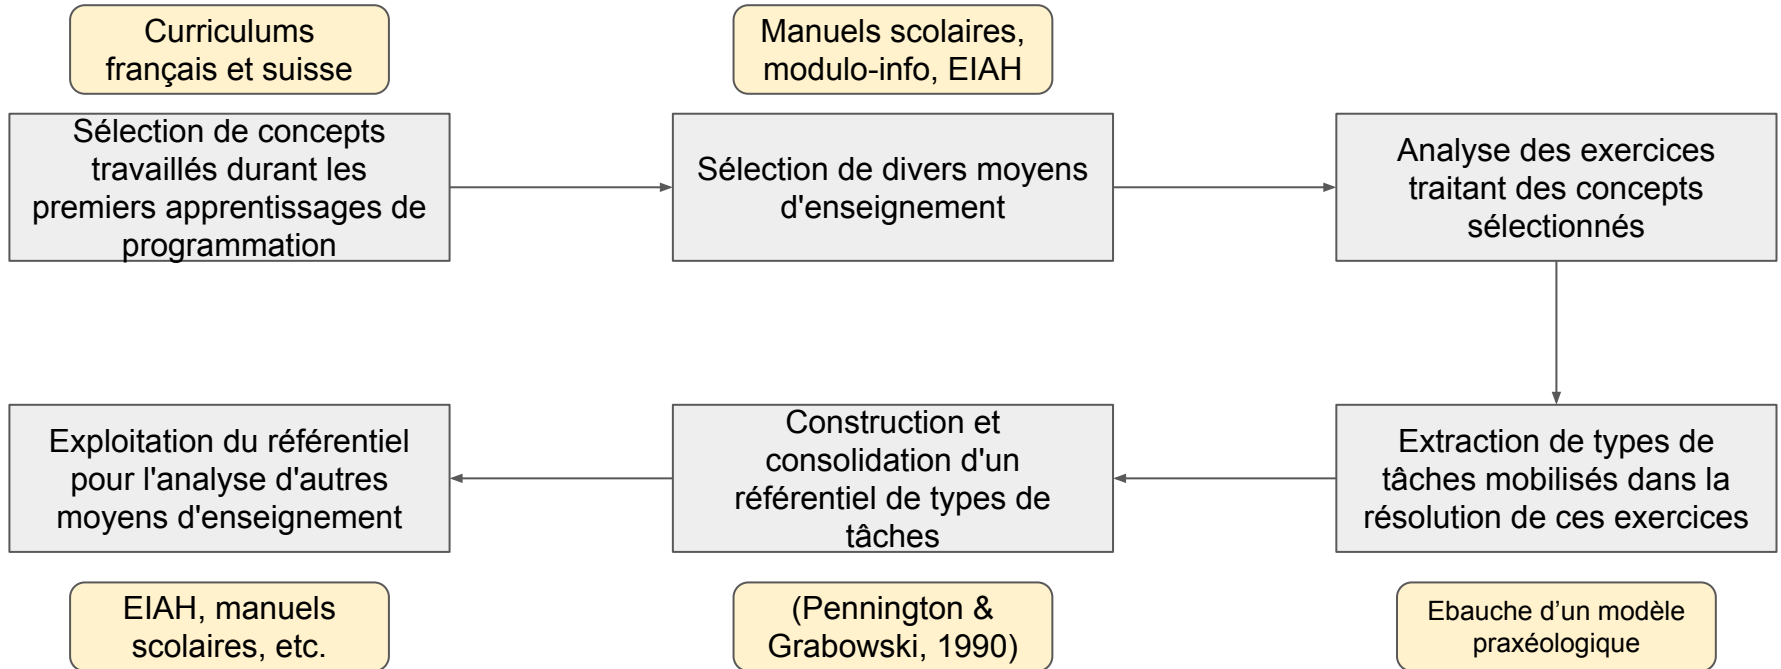 Curriculums
français et suisse
Manuels scolaires,
modulo-info, EIAH
Sélection de concepts
travaillés durant les
premiers apprentissages de
programmation
Sélection de divers moyens
d'enseignement
Analyse des exercices
traitant des concepts
sélectionnés
Exploitation du référentiel
pour l'analyse d'autres
moyens d'enseignement
Construction et
consolidation d'un
référentiel de types de
tâches
Extraction de types de
tâches mobilisés dans la
résolution de ces exercices
EIAH, manuels
scolaires, etc.
(Pennington &
Grabowski, 1990)
Ebauche d’un modèle
praxéologique